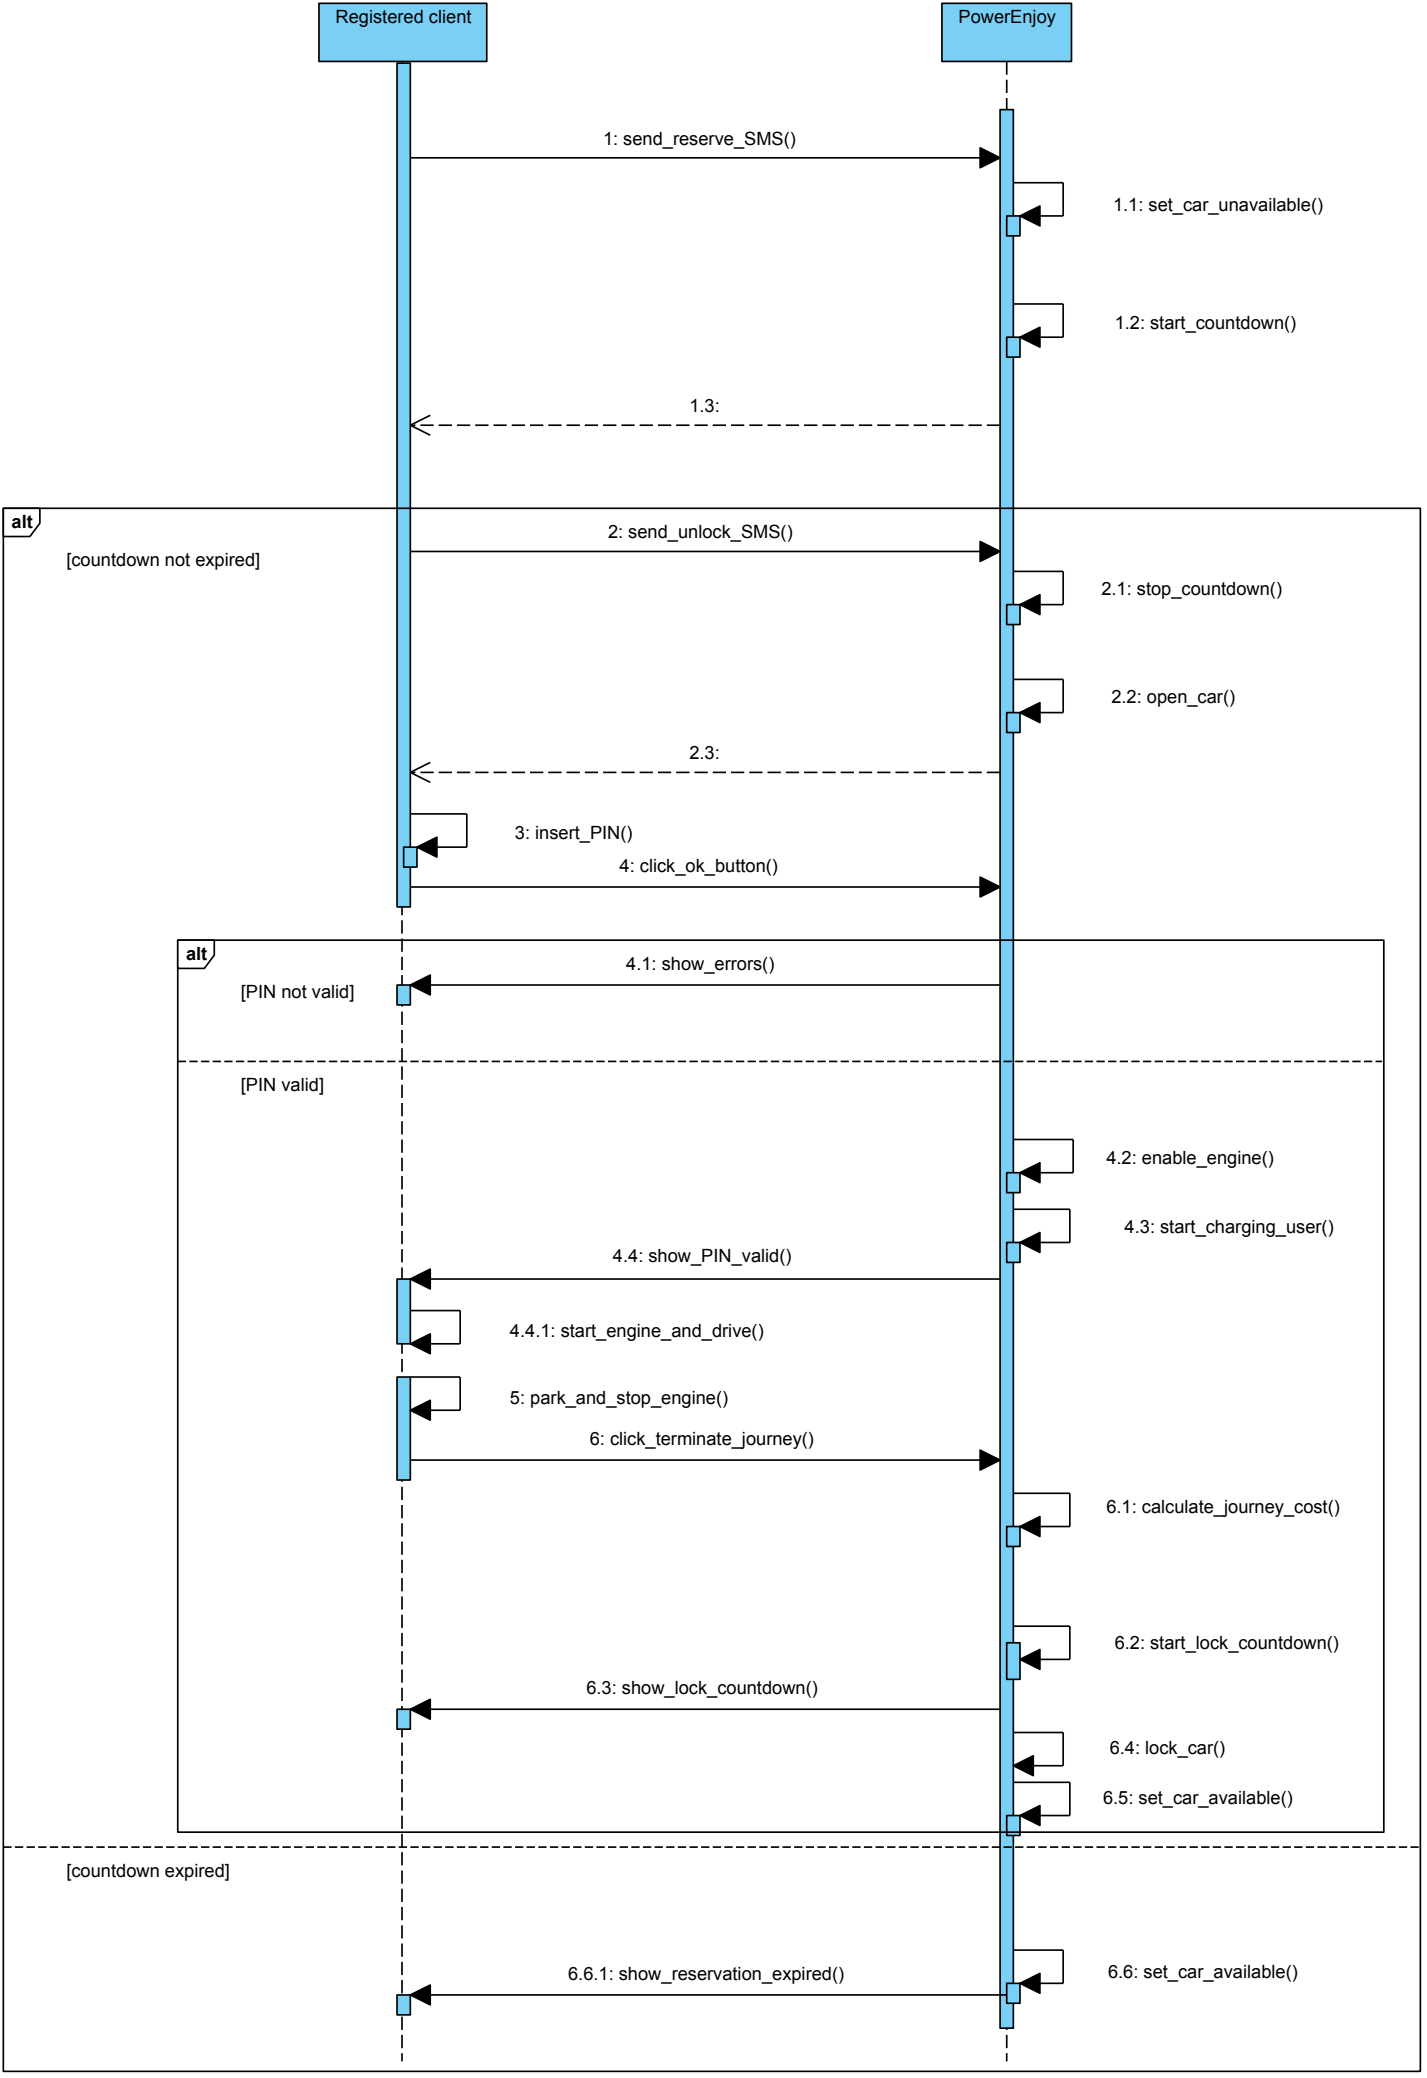 Registered client
PowerEnjoy
1: send_reserve_SMS()
1.1: set_car_unavailable()
1.2: start_countdown()
1.3:
alt
2: send_unlock_SMS()
[countdown not expired]
2.1: stop_countdown()
2.2: open_car()
2.3:
3: insert_PIN()
4: click_ok_button()
alt
4.1: show_errors()
[PIN not valid]
[PIN valid]
4.2: enable_engine()
4.3: start_charging_user()
4.4: show_PIN_valid()
4.4.1: start_engine_and_drive()
5: park_and_stop_engine()
6: click_terminate_journey()
6.1: calculate_journey_cost()
6.2: start_lock_countdown()
6.3: show_lock_countdown()
6.4: lock_car()
6.5: set_car_available()
[countdown expired]
6.6: set_car_available()
6.6.1: show_reservation_expired()